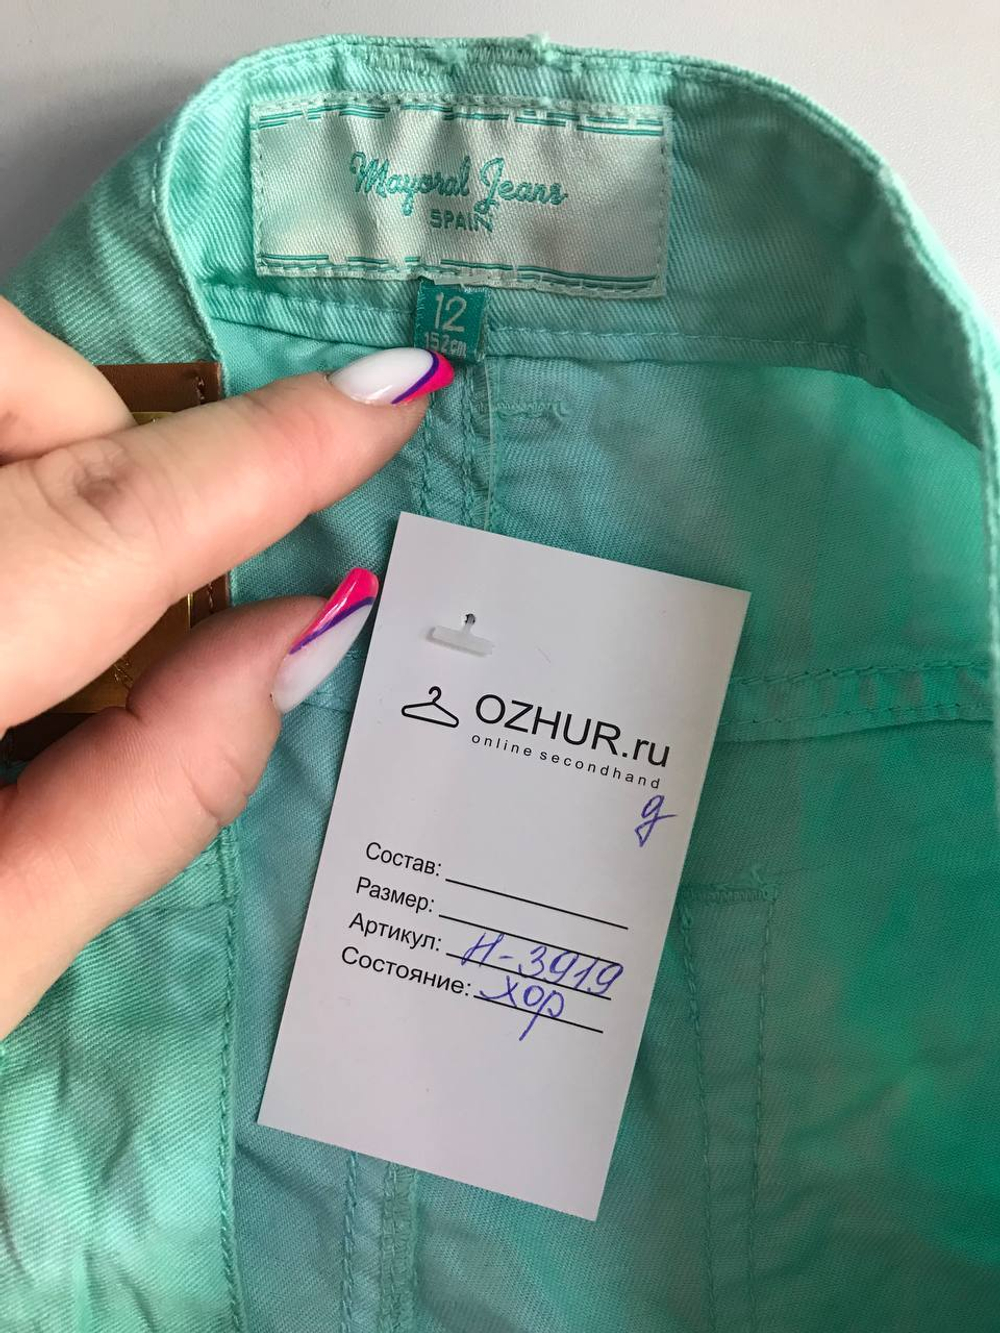 Mayoral Jeans
SPAIN
12
152cm
OZHUR.ru
online secondhand
g
Состав:
Размер:
Артикул: Н-3919
Состояние: хор